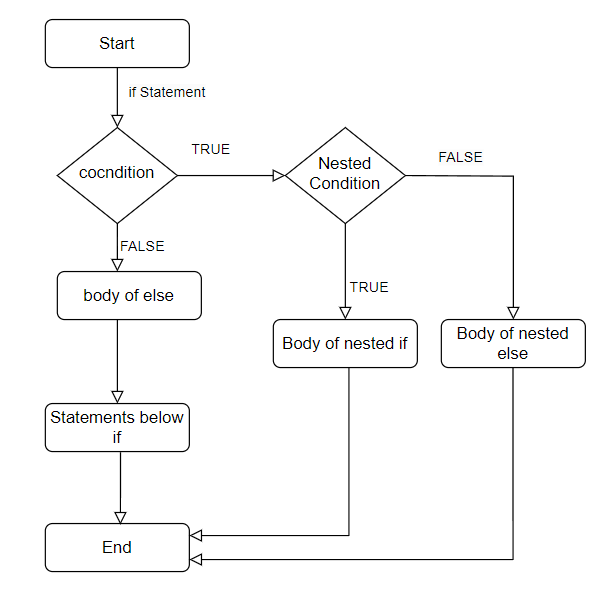 Start
if Statement
cocndition
TRUE
Nested
Condition
FALSE
FALSE
body of else
TRUE
Body of nested if
Body of nested
else
Statements below
if
End